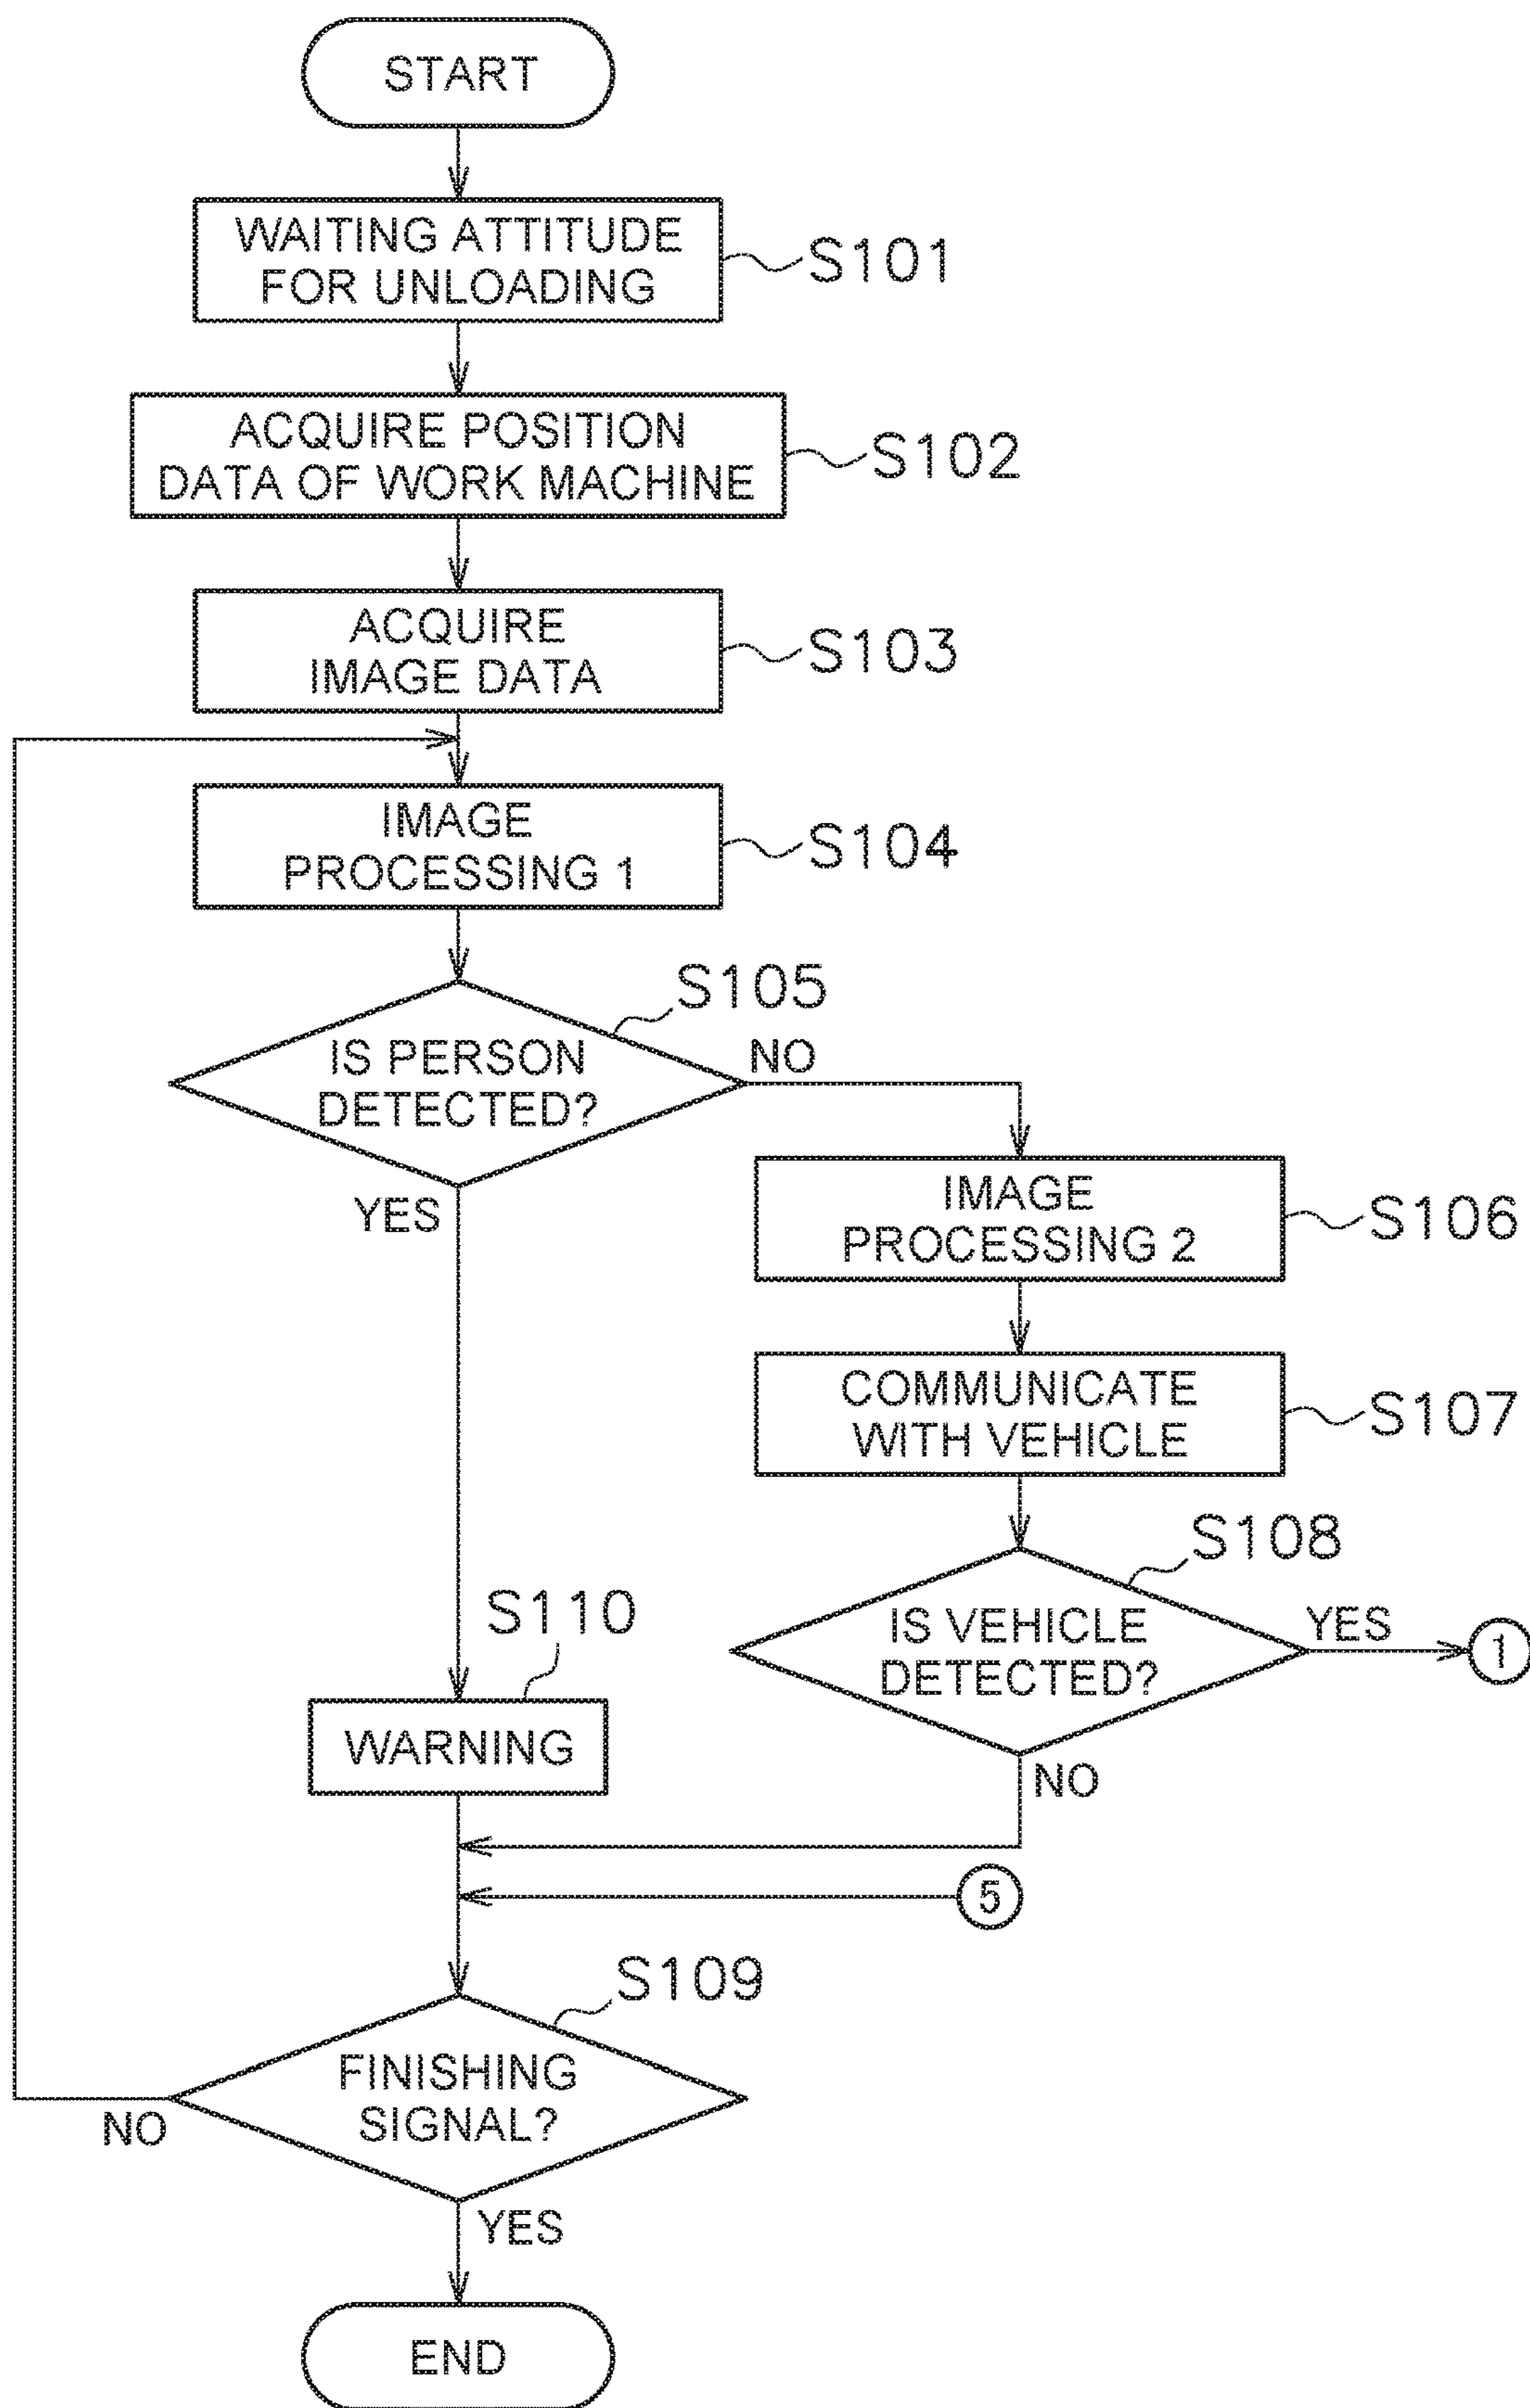 START
WAITING ATTITUDE
FOR UNLOADING
S101
ACQUIRE POSITION
DATA OF WORK MACHINE
S102
ACQUIRE
IMAGE DATA
S103
IMAGE
PROCESSING 1
S104
S105
IS PERSON
DETECTED?
NO
YES
IMAGE
PROCESSING 2
S106
COMMUNICATE
WITH VEHICLE
S107
S108
IS VEHICLE
DETECTED?
YES
1
NO
S110
WARNING
5
S109
FINISHING
SIGNAL?
NO
YES
END